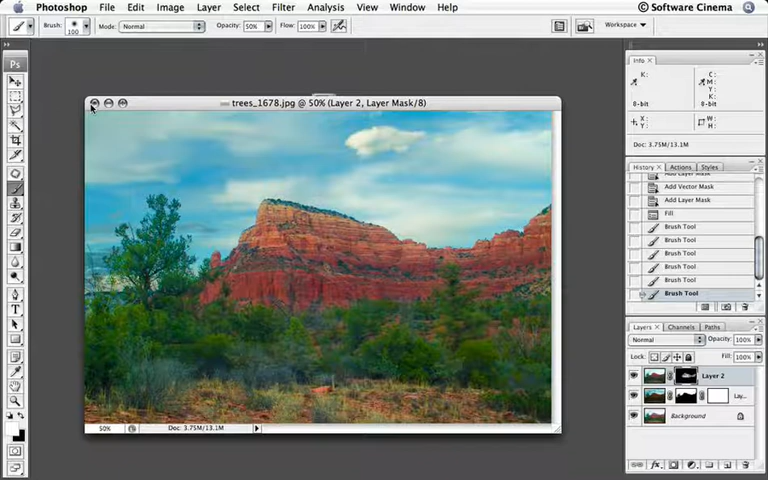 Photoshop File Edit Image Layer Select Filter Analysis View Window Help © Software Cinema
Brush: 100 Mode: Normal Opacity: 50% Flow: 100% Workspace
Ps
trees_1678.jpg @ 50% (Layer 2, Layer Mask/8)
Info
K: C:
M:
Y:
K:
8-bit 8-bit
X: W:
Y: H:
Doc: 3.75M/13.1M
History Actions Styles
Add Layer Mask
Add Vector Mask
Add Layer Mask
Fill
Brush Tool
Brush Tool
Brush Tool
Brush Tool
Brush Tool
Brush Tool
Layers Channels Paths
Normal Opacity: 100%
Lock: Fill: 100%
Layer 2
Lay...
Background
50% Doc: 3.75M/13.1M
fx